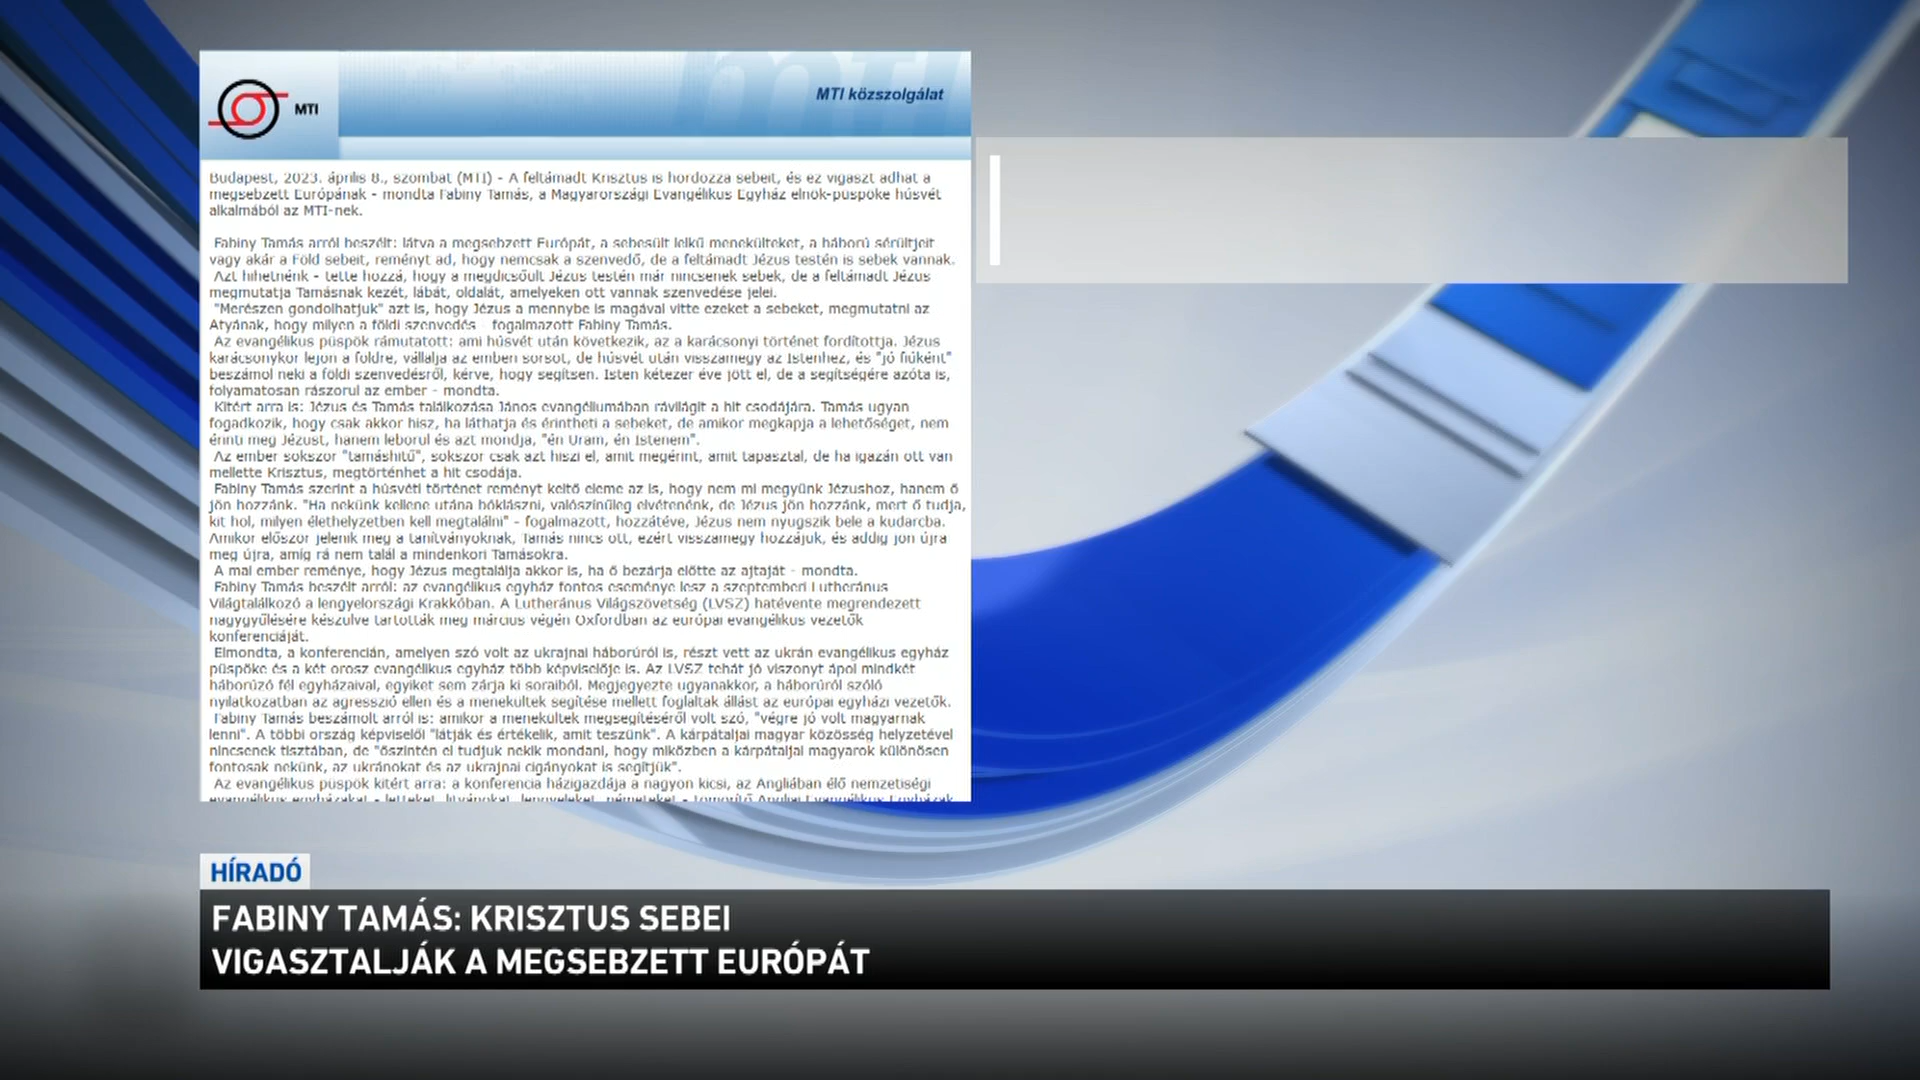 MTI
MTI közszolgálat
Budapest, 2023. április 8., szombat (MTI) - A feltámadt Krisztus is hordozza sebeit, és ez vigaszt adhat a
megsebzett Európának - mondta Fabiny Tamás, a Magyarországi Evangélikus Egyház elnök-püspöke húsvét
alkalmából az MTI-nek.
Fabiny Tamás arról beszélt: látva a megsebzett Európát, a sebesült lelkű menekülteket, a háború sérültjeit
vagy akár a Föld sebeit, reményt ad, hogy nemcsak a szenvedő, de a feltámadt Jézus testén is sebek vannak.
Azt hihetnénk - tette hozzá, hogy a megdicsőült Jézus testén már nincsenek sebek, de a feltámadt Jézus
megmutatja Tamásnak kezét, lábát, oldalát, amelyeken ott vannak szenvedése jelei.
"Merészen gondolhatjuk" azt is, hogy Jézus a mennybe is magával vitte ezeket a sebeket, megmutatni az
Atyának, hogy milyen a földi szenvedés - fogalmazott Fabiny Tamás.
Az evangélikus püspök rámutatott: ami húsvét után következik, az a karácsonyi történet fordítottja. Jézus
karácsonykor lejön a földre, vállalja az emberi sorsot, de húsvét után visszamegy az Istenhez, és "jó fiúként"
beszámol neki a földi szenvedésről, kérve, hogy segítsen. Isten kétezer éve jött el, de a segítségére azóta is,
folyamatosan rászorul az ember - mondta.
Kitért arra is: Jézus és Tamás találkozása János evangéliumában rávilágít a hit csodájára. Tamás ugyan
fogadkozik, hogy csak akkor hisz, ha láthatja és érintheti a sebeket, de amikor megkapja a lehetőséget, nem
érinti meg Jézust, hanem leborul és azt mondja, "én Uram, én Istenem".
Az ember sokszor "tamáshitű", sokszor csak azt hiszi el, amit megérint, amit tapasztal, de ha igazán ott van
mellette Krisztus, megtörténhet a hit csodája.
Fabiny Tamás szerint a húsvéti történet reményt keltő eleme az is, hogy nem mi megyünk Jézushoz, hanem ő
jön hozzánk. "Ha nekünk kellene utána bóklászni, valószínűleg elvétenénk, de Jézus jön hozzánk, mert ő tudja,
kit hol, milyen élethelyzetben kell megtalálni" - fogalmazott, hozzátéve, Jézus nem nyugszik bele a kudarcba.
Amikor először jelenik meg a tanítványoknak, Tamás nincs ott, ezért visszamegy hozzájuk, és addig jön újra
meg újra, amíg rá nem talál a mindenkori Tamásokra.
A mai ember reménye, hogy Jézus megtalálja akkor is, ha ő bezárja előtte az ajtaját - mondta.
Fabiny Tamás beszélt arról: az evangélikus egyház fontos eseménye lesz a szeptemberi Lutheránus
Világtalálkozó a lengyelországi Krakkóban. A Lutheránus Világszövetség (LVSZ) hatévente megrendezett
nagygyűlésére készülve tartották meg március végén Oxfordban az európai evangélikus vezetők
konferenciáját.
Elmondta, a konferencián, amelyen szó volt az ukrajnai háborúról is, részt vett az ukrán evangélikus egyház
püspöke és a két orosz evangélikus egyház több képviselője is. Az LVSZ tehát jó viszonyt ápol mindkét
háborúzó fél egyházaival, egyiket sem zárja ki soraiból. Megjegyezte ugyanakkor, a háborúról szóló
nyilatkozatban az agresszió ellen és a menekültek segítése mellett foglaltak állást az európai egyházi vezetők.
Fabiny Tamás beszámolt arról is: amikor a menekültek megsegítéséről volt szó, "végre jó volt magyarnak
lenni". A többi ország képviselői "látják és értékelik, amit teszünk". A kárpátaljai magyar közösség helyzetével
nincsenek tisztában, de "őszintén el tudjuk nekik mondani, hogy miközben a kárpátaljai magyarok különösen
fontosak nekünk, az ukránokat és az ukrajnai cigányokat is segítjük".
Az evangélikus püspök kitért arra: a konferencia házigazdája a nagyon kicsi, az Angliában élő nemzetiségi
evangélikus egyházakat - letteket, litvánokat, lengyeleket, németeket - tömörítő Angliai Evangélikus Egyházak
HÍRADÓ
FABINY TAMÁS: KRISZTUS SEBEI
VIGASZTALJÁK A MEGSEBZETT EURÓPÁT